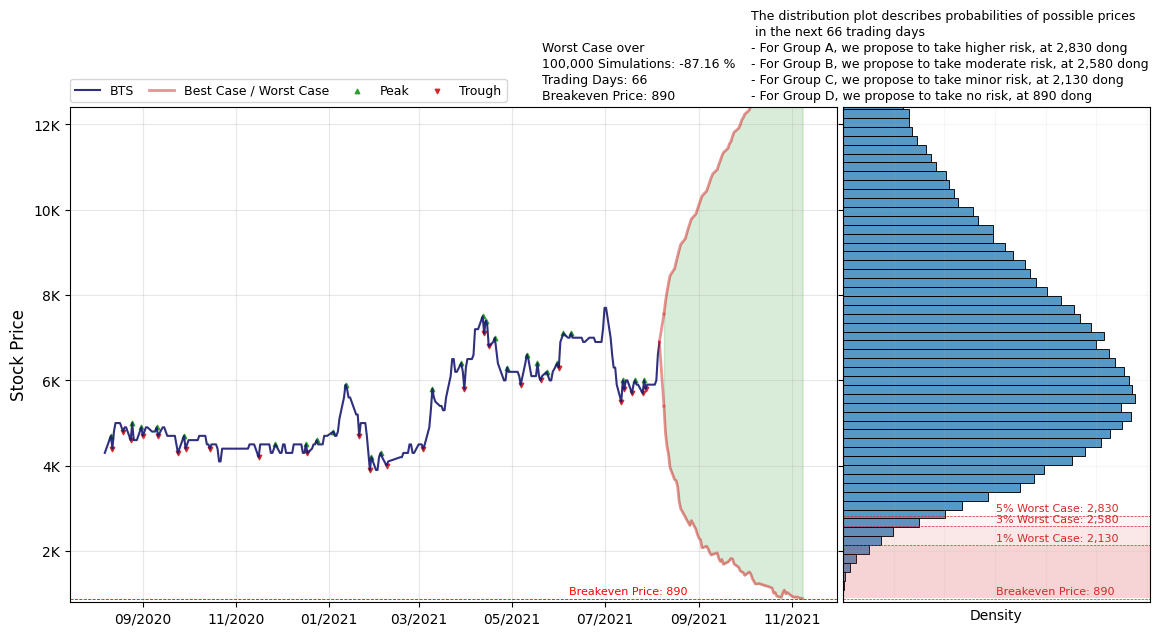 The distribution plot describes probabilities of possible prices
in the next 66 trading days
- For Group A, we propose to take higher risk, at 2,830 dong
- For Group B, we propose to take moderate risk, at 2,580 dong
- For Group C, we propose to take minor risk, at 2,130 dong
- For Group D, we propose to take no risk, at 890 dong
Worst Case over
100,000 Simulations: -87.16 %
Trading Days: 66
Breakeven Price: 890
BTS
Best Case / Worst Case
Peak
Trough
Stock Price
12K
10K
8K
6K
4K
2K
Breakeven Price: 890
09/2020
11/2020
01/2021
03/2021
05/2021
07/2021
09/2021
11/2021
5% Worst Case: 2,830
3% Worst Case: 2,580
1% Worst Case: 2,130
Breakeven Price: 890
Density